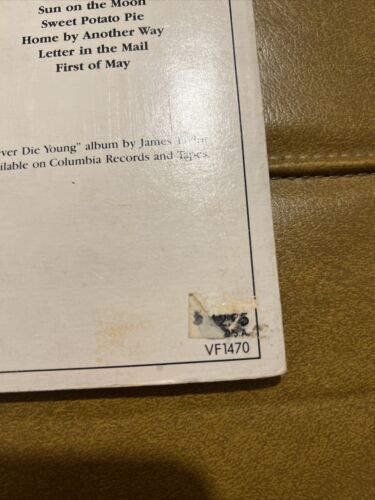 Sun on the Moon
Sweet Potato Pie
Home by Another Way
Letter in the Mail
First of May
ver Die Young" album by James
ilable on Columbia Records and Tapes.
VF1470